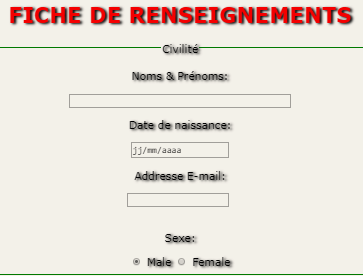 FICHE DE RENSEIGNEMENTS
Civilité
Noms & Prénoms:
Date de naissance:
jj/mm/aaaa
Addresse E-mail:
Sexe:
Male Female